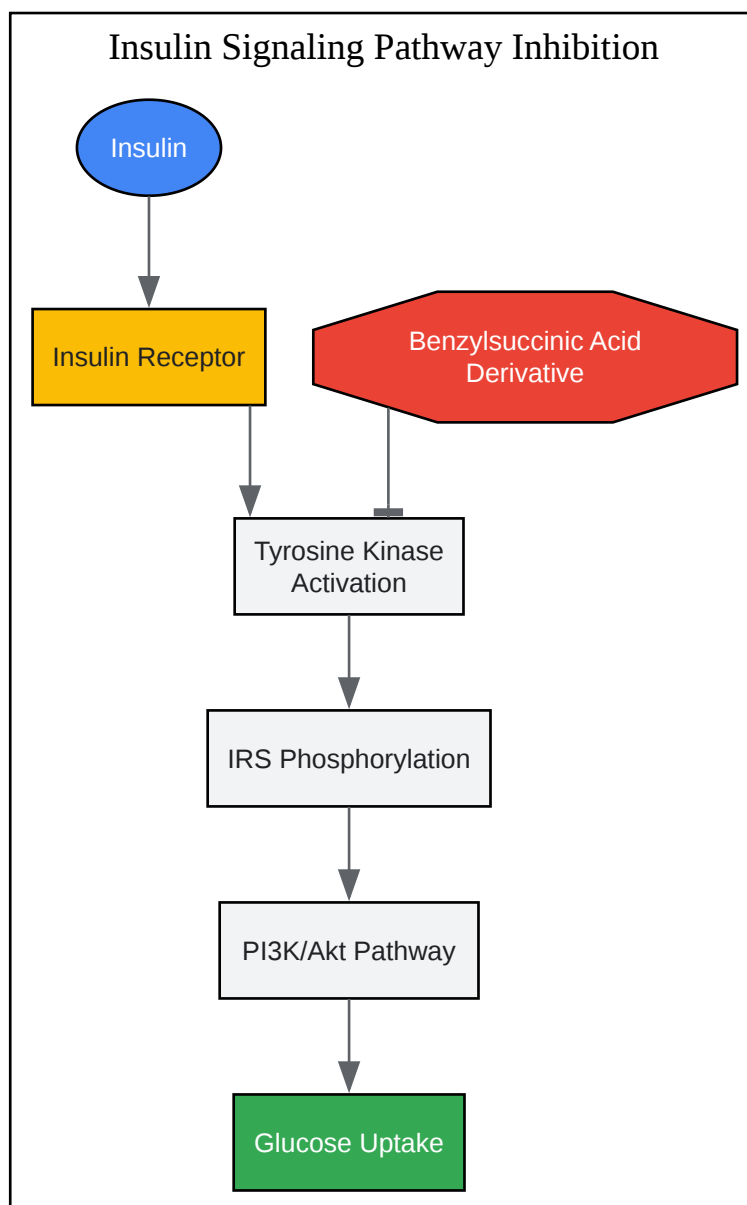 Insulin Signaling Pathway Inhibition
Insulin
Insulin Receptor
Benzylsuccinic Acid
Derivative
Tyrosine Kinase
Activation
IRS Phosphorylation
PI3K/Akt Pathway
Glucose Uptake